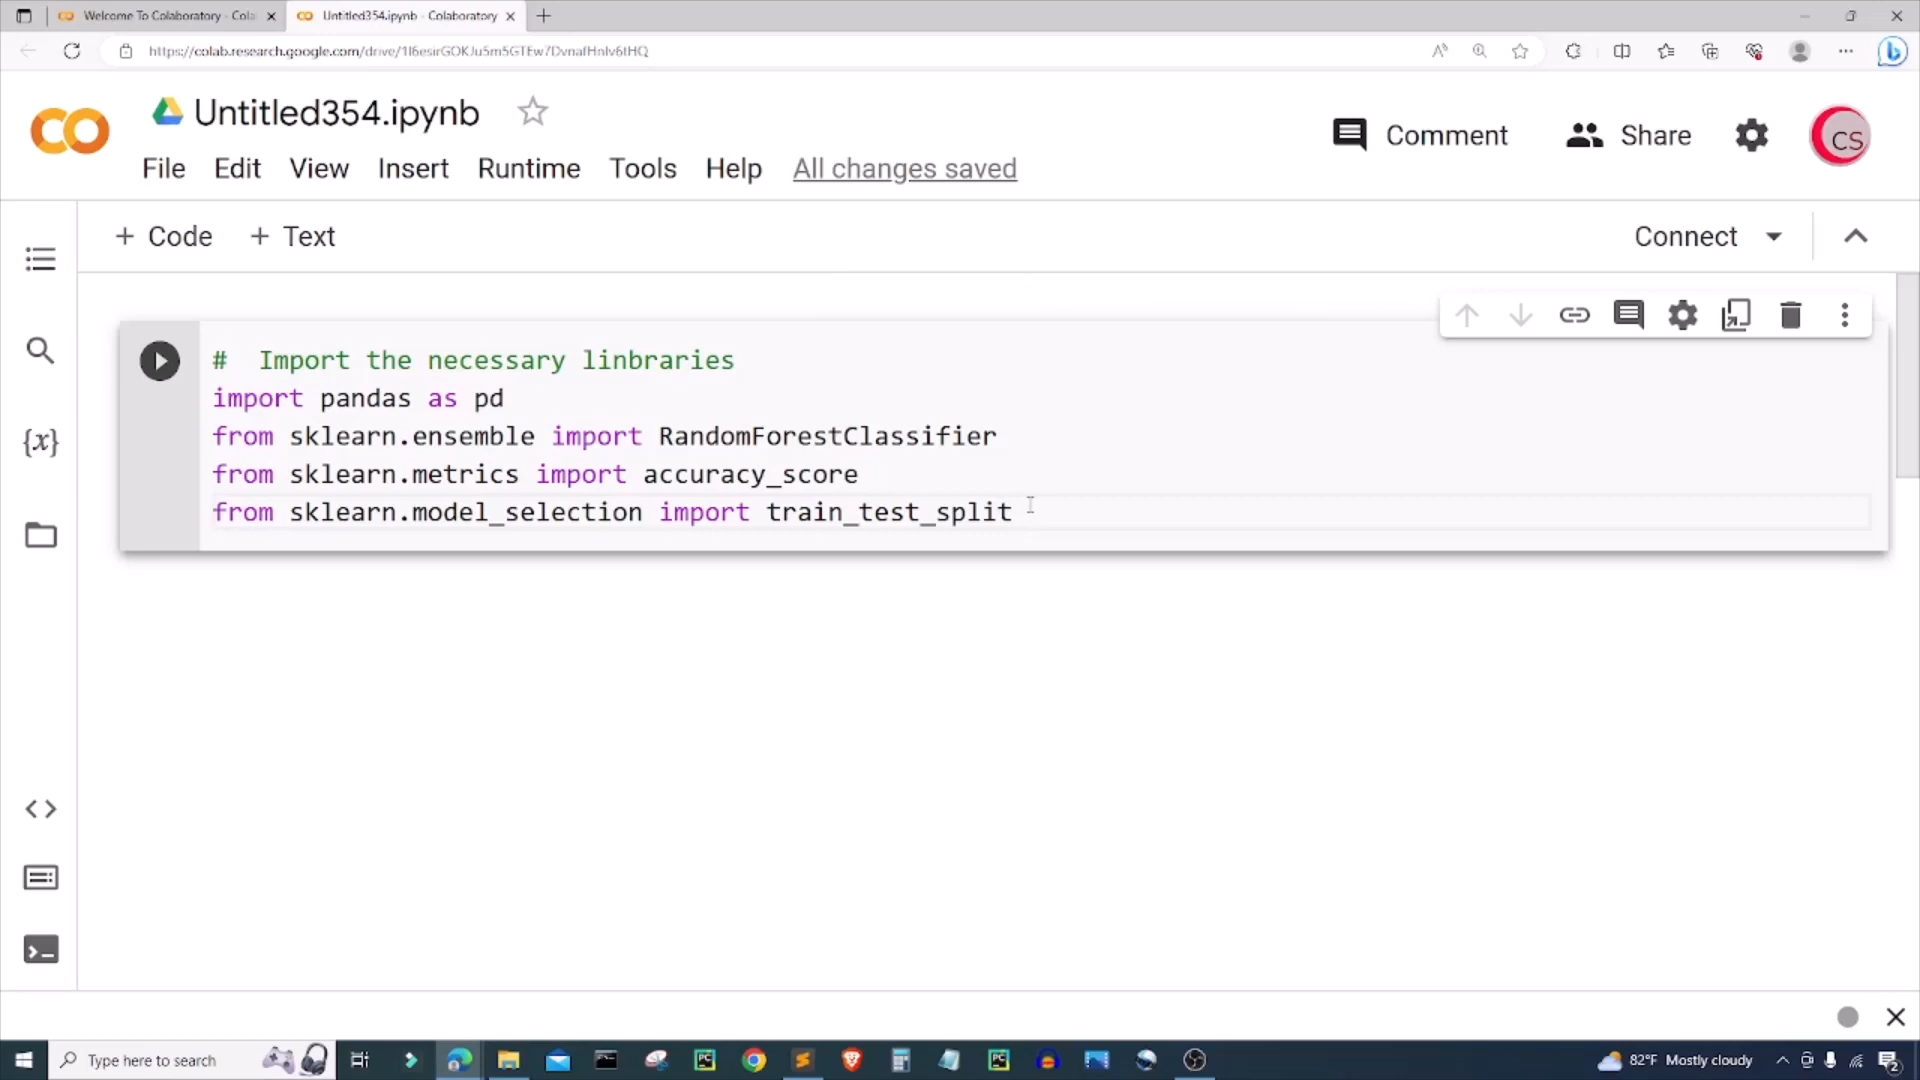 Welcome To Colaboratory - Cola
Untitled354.ipynb - Colaboratory
Untitled354.ipynb
Comment
Share
CS
File Edit View Insert Runtime Tools Help All changes saved
+ Code + Text
Connect
{x}
#  Import the necessary linbraries
import pandas as pd
from sklearn.ensemble import RandomForestClassifier
from sklearn.metrics import accuracy_score
from sklearn.model_selection import train_test_split
Type here to search
82°F Mostly cloudy